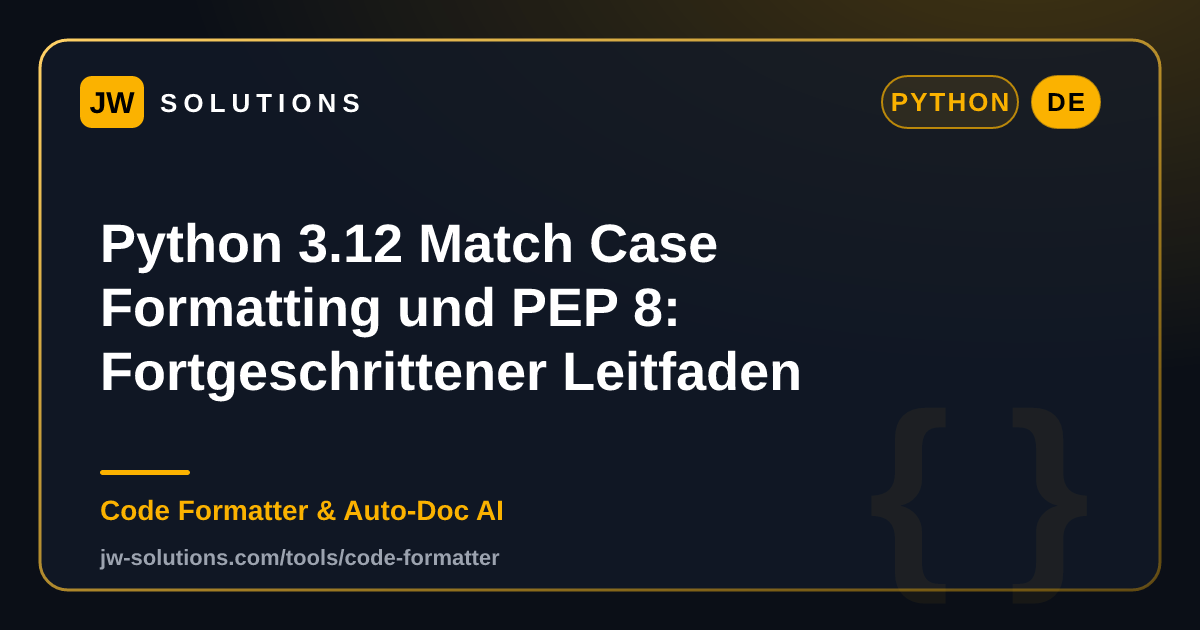 JW SOLUTIONS
PYTHON DE
Python 3.12 Match Case
Formatting und PEP 8:
Fortgeschrittener Leitfaden
{ }
Code Formatter & Auto-Doc AI
jw-solutions.com/tools/code-formatter